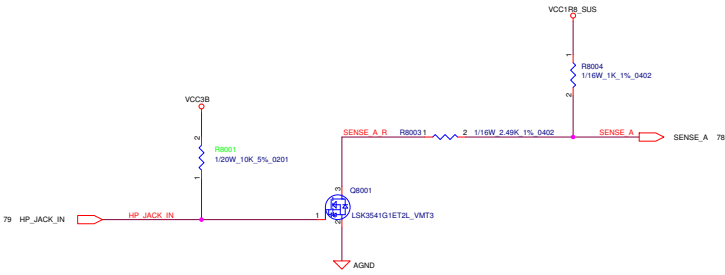 VCC1R8_SUS
1
R8004
1/16W_1K_1%_0402
2
VCC3B
SENSE_A_R
R8003 1
2
1/16W_2.49K_1%_0402
SENSE_A
SENSE_A 78
2
R8001
1/20W_10K_5%_0201
1
3
Q8001
79 HP_JACK_IN
HP_JACK_IN
1
LSK3541G1ET2L_VMT3
2
AGND